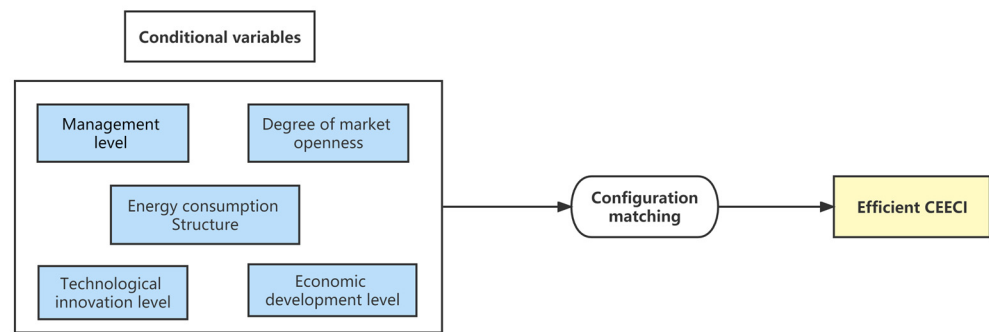 Conditional variables
Management
level
Degree of market
openness
Energy consumption
Structure
Technological
innovation level
Economic
development level
Configuration
matching
Efficient CEECI